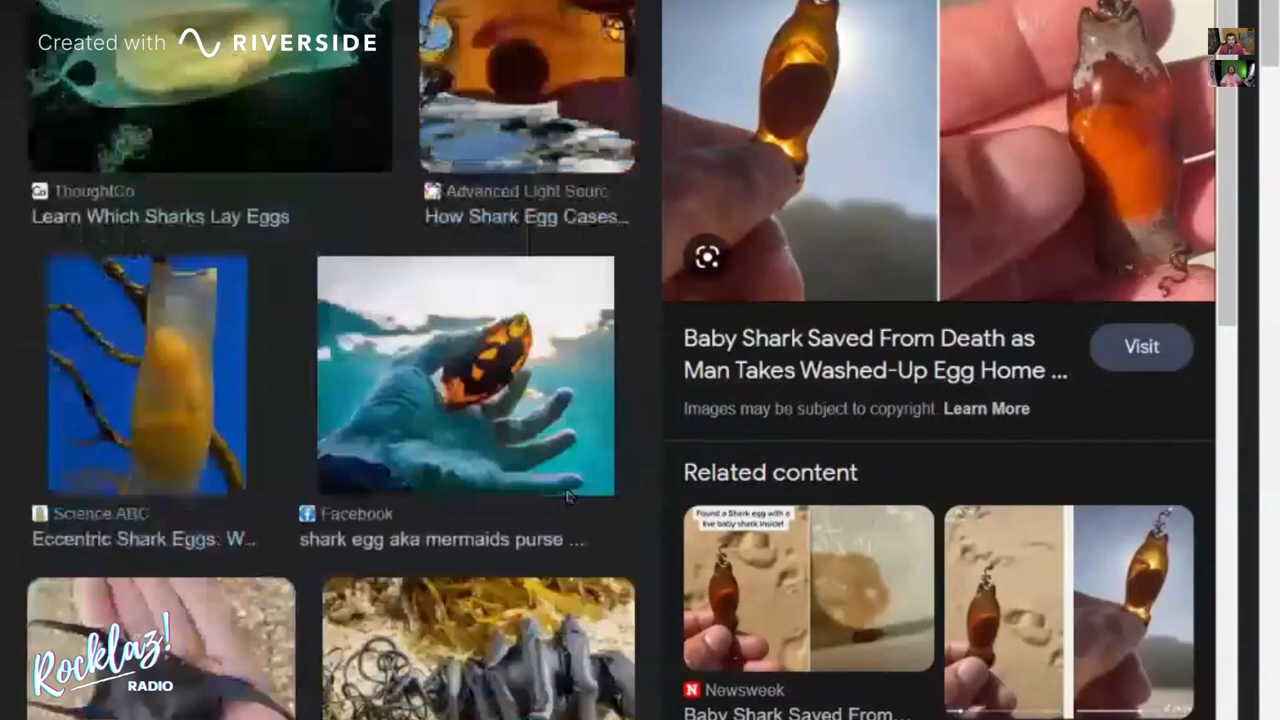 Created with RIVERSIDE
ThoughtCo
Learn Which Sharks Lay Eggs
Advanced Light Sourc
How Shark Egg Cases...
Science ABC
Eccentric Shark Eggs: W...
Facebook
shark egg aka mermaids purse ...
Rocklaz!
RADIO
Baby Shark Saved From Death as
Man Takes Washed-Up Egg Home ...
Visit
Images may be subject to copyright. Learn More
Related content
Found a Shark egg with a
live baby shark inside!
Newsweek
Baby Shark Saved From...